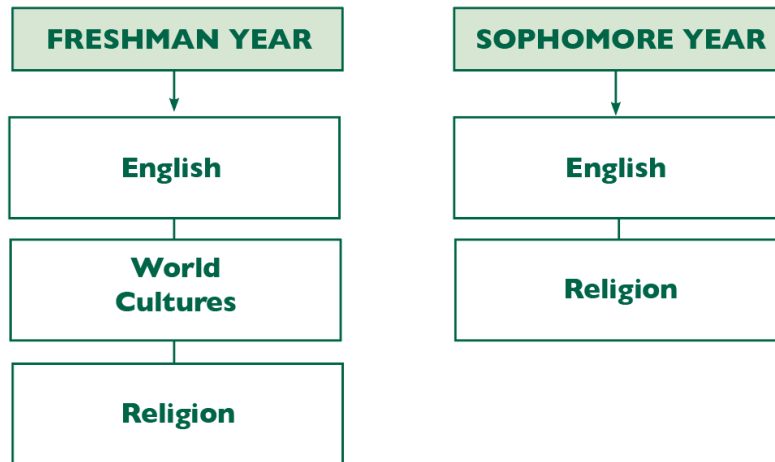 FRESHMAN YEAR
English
World
Cultures
Religion
SOPHOMORE YEAR
English
Religion